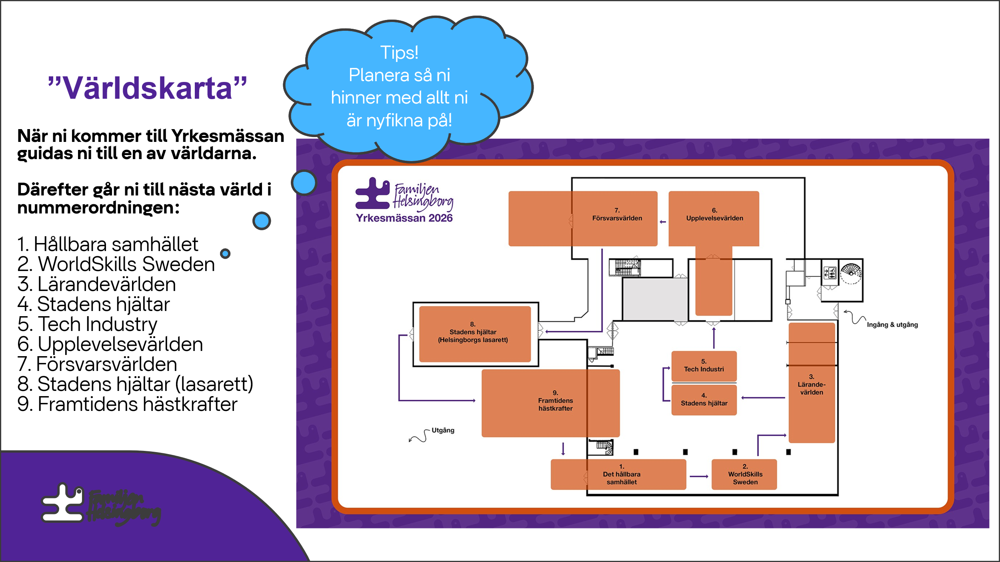 Tips!
Planera så ni
hinner med allt ni
är nyfikna på!
”Världskarta”
När ni kommer till Yrkesmässan
guidas ni till en av världarna.
Därefter går ni till nästa värld i
nummerordningen:
1. Hållbara samhället
2. WorldSkills Sweden
3. Lärandevärlden
4. Stadens hjältar
5. Tech Industry
6. Upplevelsevärlden
7. Försvarsvärlden
8. Stadens hjältar (lasarett)
9. Framtidens hästkrafter
Familjen
Helsingborg
Familjen
Helsingborg
Yrkesmässan 2026
7.
Försvarsvärlden
6.
Upplevelsevärlden
8.
Stadens hjältar
(Helsingborgs lasarett)
Ingång & utgång
5.
Tech Industri
4.
Stadens hjältar
3.
Lärande-
världen
9.
Framtidens
hästkrafter
Utgång
1.
Det hållbara
samhället
2.
WorldSkills
Sweden